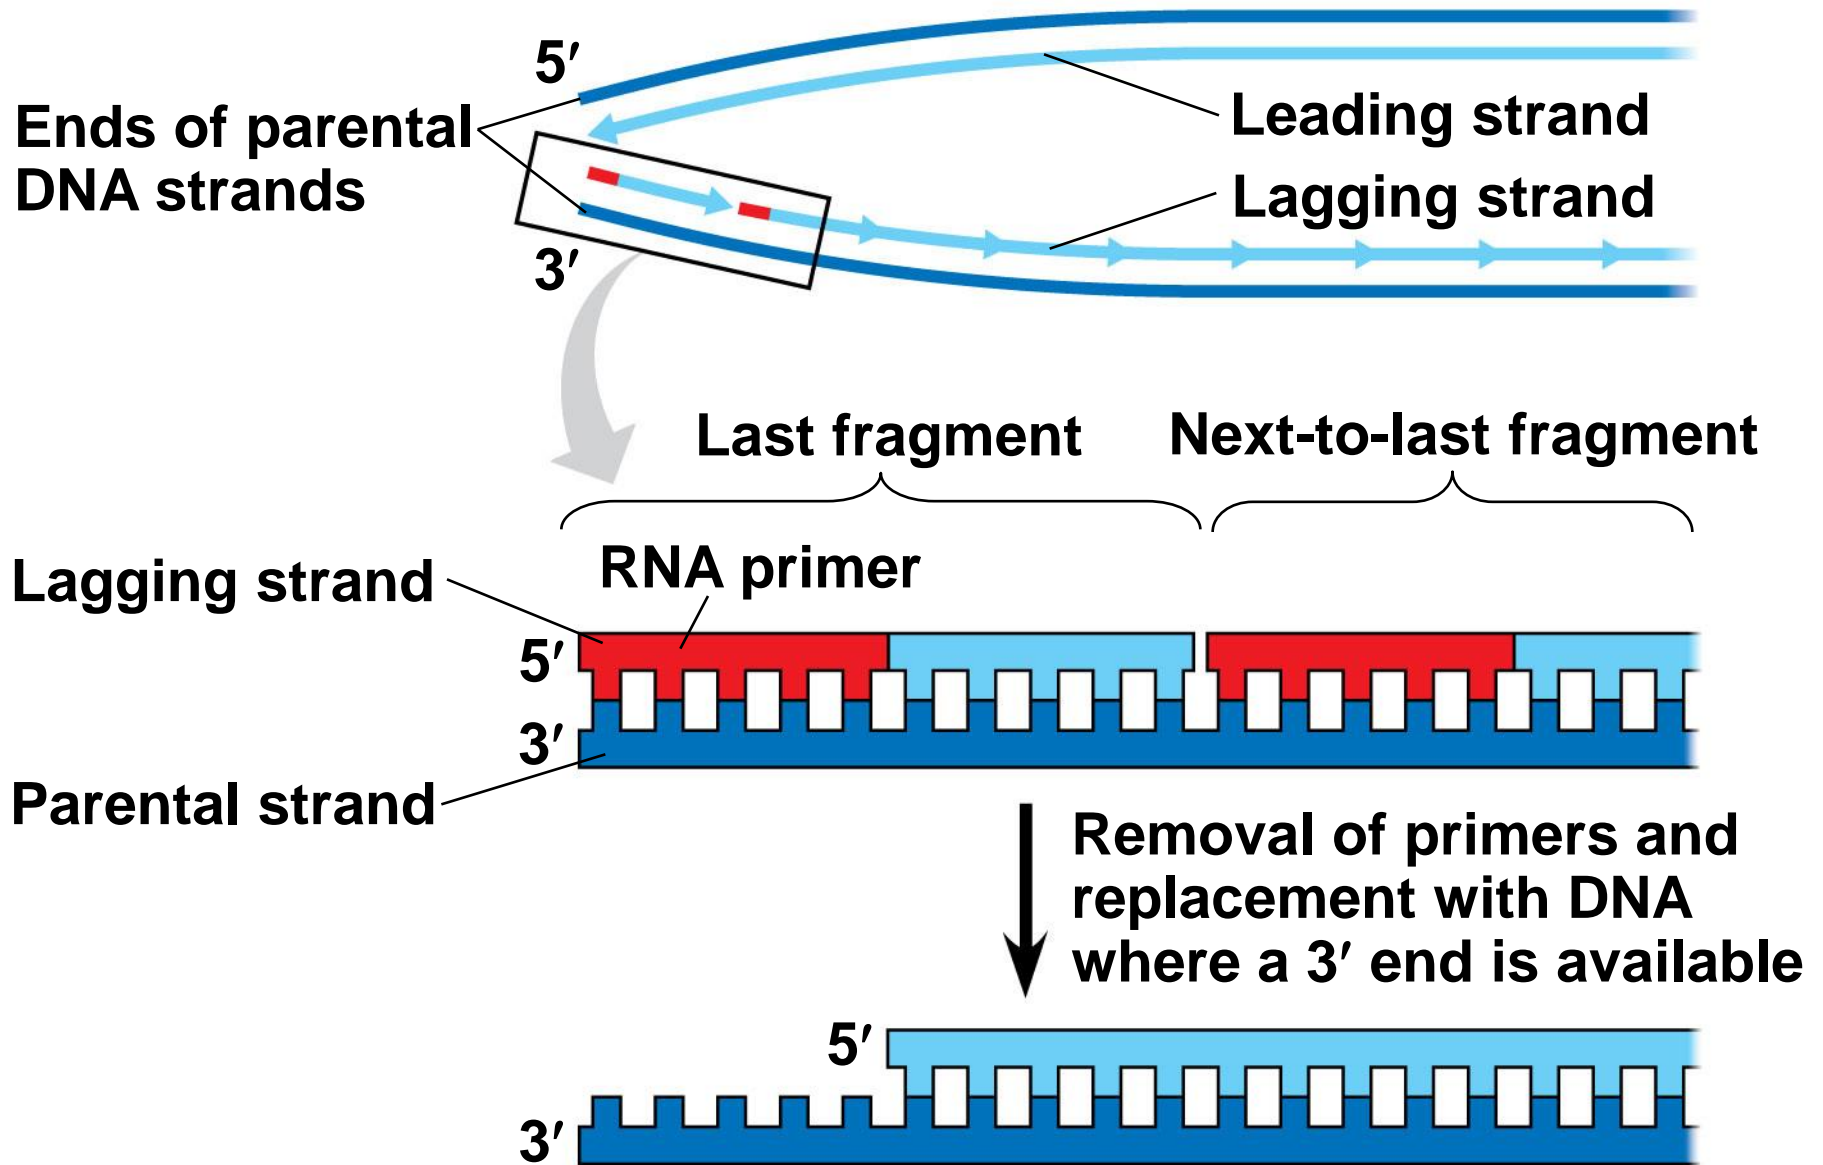 5′
Ends of parental
DNA strands
Leading strand
Lagging strand
3′
Last fragment
Next-to-last fragment
RNA primer
Lagging strand
5′
3′
Parental strand
Removal of primers and
replacement with DNA
where a 3′ end is available
5′
3′